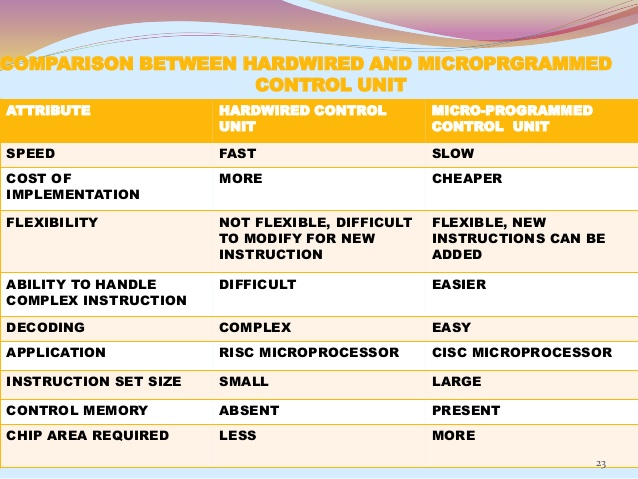 COMPARISON BETWEEN HARDWIRED AND MICROPRGRAMMED
CONTROL UNIT
ATTRIBUTE
HARDWIRED CONTROL
UNIT
MICRO-PROGRAMMED
CONTROL UNIT
SPEED
FAST
SLOW
COST OF
IMPLEMENTATION
MORE
CHEAPER
FLEXIBILITY
NOT FLEXIBLE, DIFFICULT
TO MODIFY FOR NEW
INSTRUCTION
FLEXIBLE, NEW
INSTRUCTIONS CAN BE
ADDED
ABILITY TO HANDLE
COMPLEX INSTRUCTION
DIFFICULT
EASIER
DECODING
COMPLEX
EASY
APPLICATION
RISC MICROPROCESSOR
CISC MICROPROCESSOR
INSTRUCTION SET SIZE
SMALL
LARGE
CONTROL MEMORY
ABSENT
PRESENT
CHIP AREA REQUIRED
LESS
MORE
23